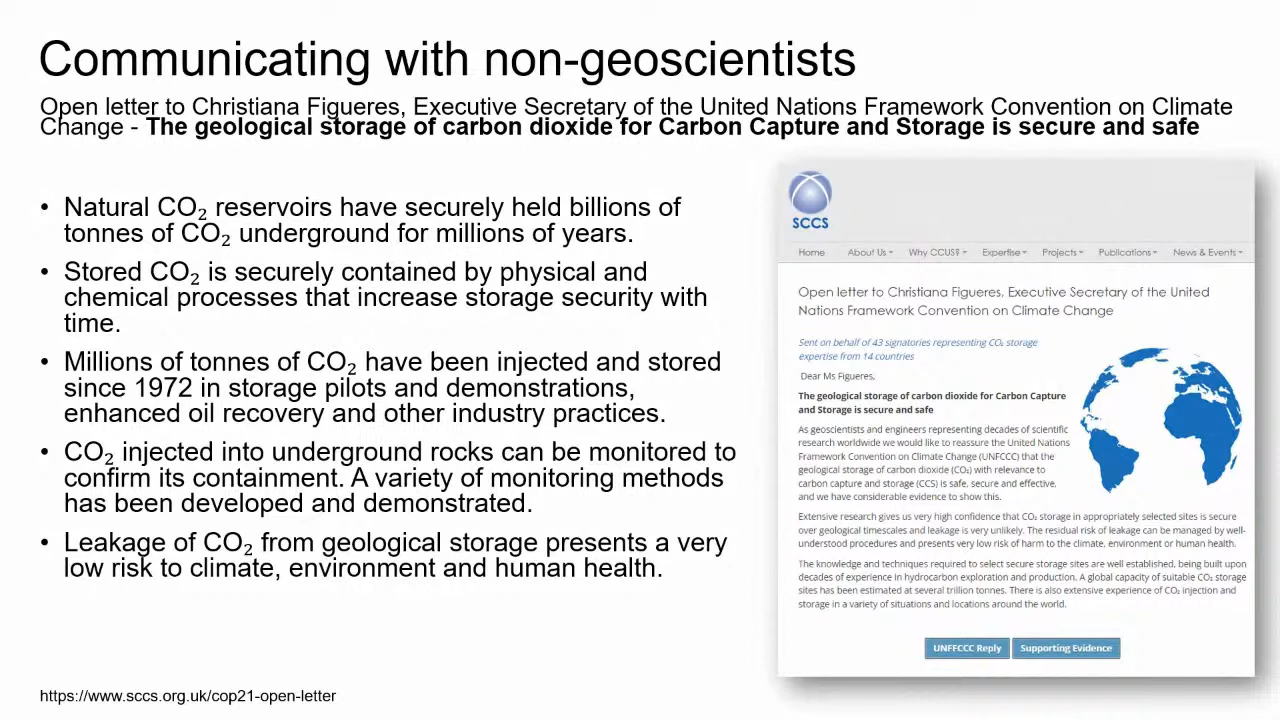 Communicating with non-geoscientists
Open letter to Christiana Figueres, Executive Secretary of the United Nations Framework Convention on Climate
Change - The geological storage of carbon dioxide for Carbon Capture and Storage is secure and safe
• Natural CO₂ reservoirs have securely held billions of
tonnes of CO₂ underground for millions of years.
• Stored CO₂ is securely contained by physical and
chemical processes that increase storage security with
time.
• Millions of tonnes of CO₂ have been injected and stored
since 1972 in storage pilots and demonstrations,
enhanced oil recovery and other industry practices.
• CO₂ injected into underground rocks can be monitored to
confirm its containment. A variety of monitoring methods
has been developed and demonstrated.
• Leakage of CO₂ from geological storage presents a very
low risk to climate, environment and human health.
https://www.sccs.org.uk/cop21-open-letter
SCCS
Home About Us Why CCUS? Expertise Projects Publications News & Events
Open letter to Christiana Figueres, Executive Secretary of the United
Nations Framework Convention on Climate Change
Sent on behalf of 43 signatories representing CO₂ storage
expertise from 14 countries
Dear Ms Figueres,
The geological storage of carbon dioxide for Carbon Capture
and Storage is secure and safe
As geoscientists and engineers representing decades of scientific
research worldwide we would like to reassure the United Nations
Framework Convention on Climate Change (UNFCCC) that the
geological storage of carbon dioxide (CO₂) with relevance to
carbon capture and storage (CCS) is safe, secure and effective,
and we have considerable evidence to show this.
Extensive research gives us very high confidence that CO₂ storage in appropriately selected sites is secure
over geological timescales and leakage is very unlikely. The residual risk of leakage can be managed by well-
understood procedures and presents very low risk of harm to the climate, environment or human health.
The knowledge and techniques required to select secure storage sites are well established, being built upon
decades of experience in hydrocarbon exploration and production. A global capacity of suitable CO₂ storage
sites has been estimated at several trillion tonnes. There is also extensive experience of CO₂ injection and
storage in a variety of situations and locations around the world.
UNFFCCC Reply Supporting Evidence